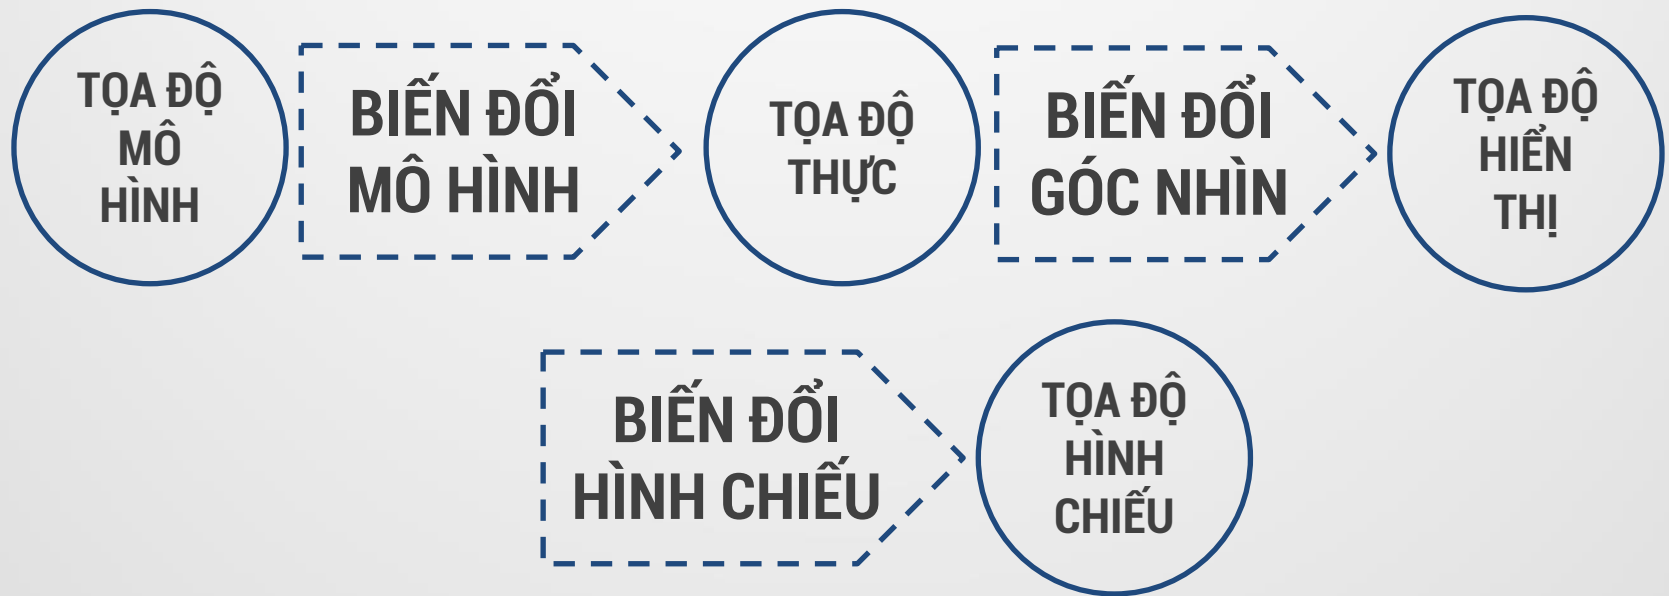 TỌA ĐỘ
MÔ
HÌNH
BIẾN ĐỔI
MÔ HÌNH
TỌA ĐỘ
THỰC
BIẾN ĐỔI
GÓC NHÌN
TỌA ĐỘ
HIỂN
THỊ
BIẾN ĐỔI
HÌNH CHIẾU
TỌA ĐỘ
HÌNH
CHIẾU